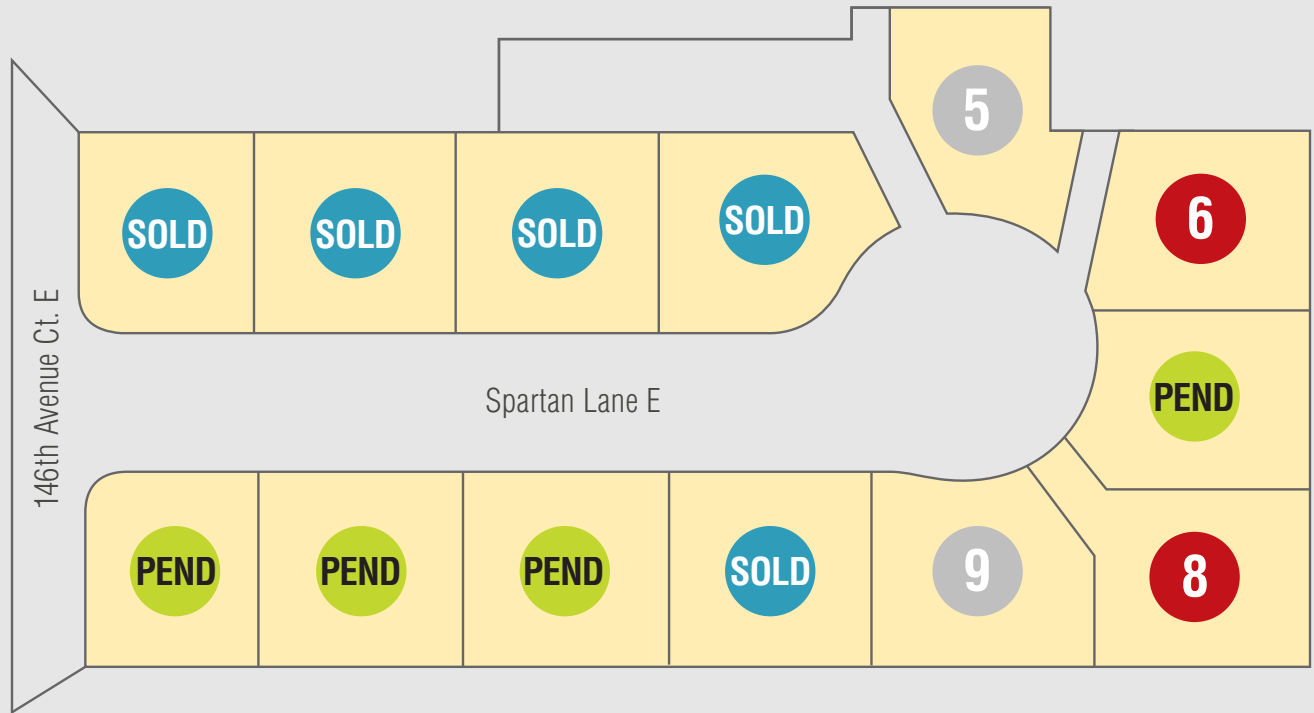 5
SOLD
SOLD
SOLD
SOLD
6
146th Avenue Ct. E
Spartan Lane E
PEND
PEND
PEND
PEND
SOLD
9
8